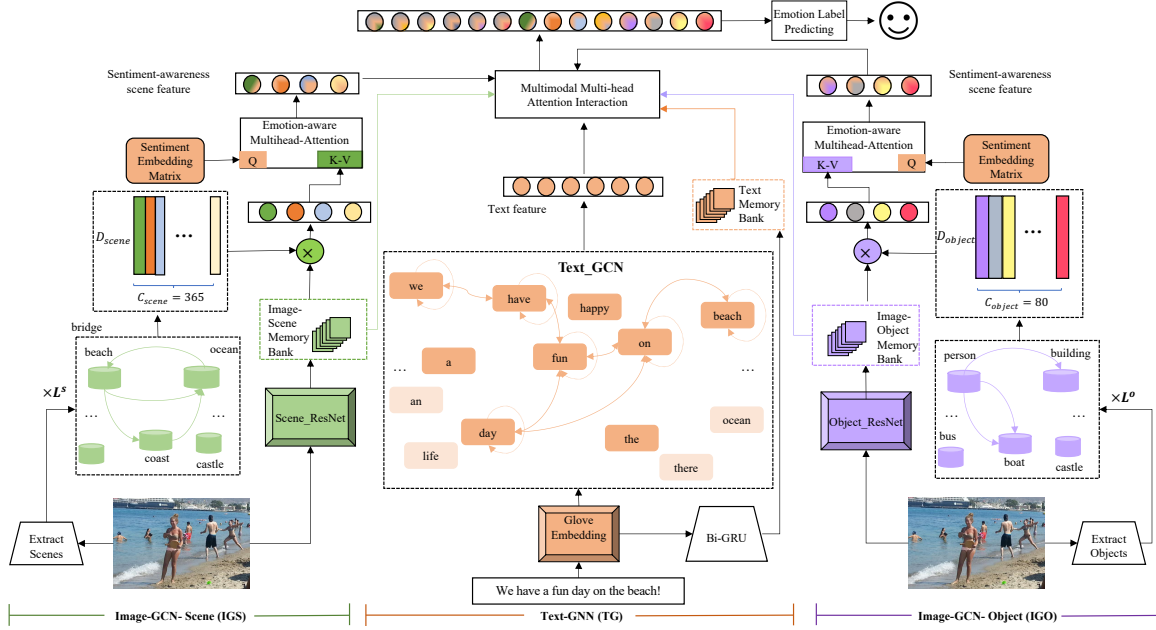 Emotion Label
Predicting
Sentiment-awareness
scene feature
Multimodal Multi-head
Attention Interaction
Sentiment-awareness
scene feature
Emotion-aware
Multihead-Attention
Q
K-V
Sentiment
Embedding
Matrix
Emotion-aware
Multihead-Attention
K-V
Q
Sentiment
Embedding
Matrix
Text feature
Text
Memory
Bank
D_scene
...
C_scene = 365
×
D_object
...
C_object = 80
×
Image-
Scene
Memory
Bank
Image-
Object
Memory
Bank
Text_GCN
we
have
happy
beach
on
fun
a
...
...
an
day
the
ocean
life
there
bridge
beach
ocean
...
...
coast
castle
×L^s
Scene_ResNet
Object_ResNet
person
building
...
...
bus
boat
castle
×L^o
Extract
Scenes
Glove
Embedding
Bi-GRU
Extract
Objects
We have a fun day on the beach!
Image-GCN- Scene (IGS)
Text-GNN (TG)
Image-GCN- Object (IGO)